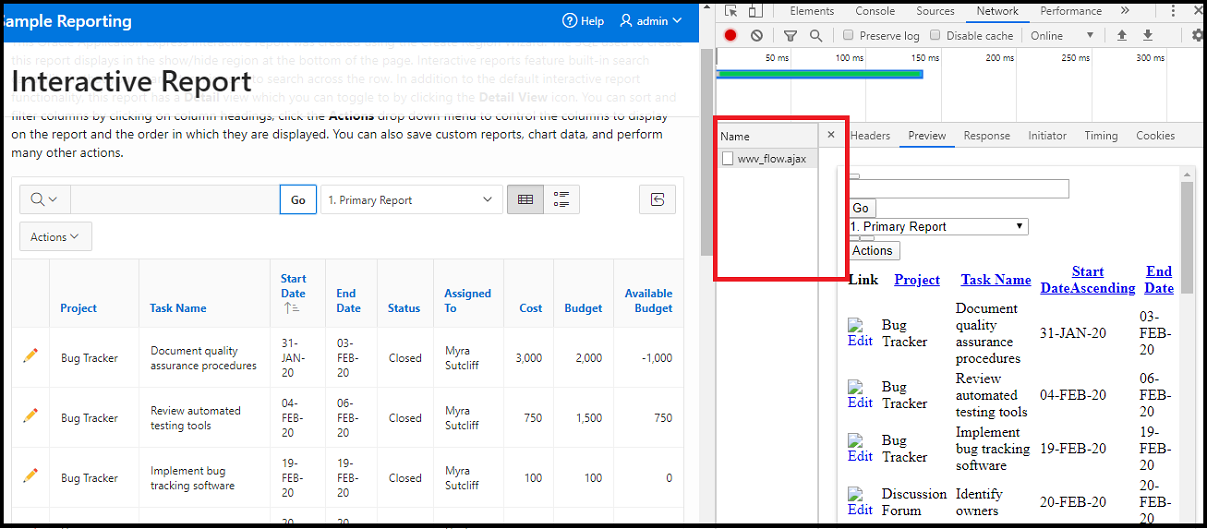 Sample Reporting
Help
admin
this report displays in the show/hide region at the bottom of the page. Interactive reports feature built-in search
Interactive Report
to search across the row. In addition to the default interactive report
functionality, this report has a Detail view which you can toggle to by clicking the Detail View icon. You can sort and
filter columns by clicking on column headings, click the Actions drop down menu to control the columns to display
on the report and the order in which they are displayed. You can also save custom reports, chart data, and perform
many other actions.
Go
1. Primary Report
Actions
Project
Task Name
Start
Date
End
Date
Status
Assigned
To
Cost
Budget
Available
Budget
Bug Tracker
Document quality
assurance procedures
31-
JAN-
20
03-
FEB-
20
Closed
Myra
Sutcliff
3,000
2,000
-1,000
Bug Tracker
Review automated
testing tools
04-
FEB-
20
06-
FEB-
20
Closed
Myra
Sutcliff
750
1,500
750
Bug Tracker
Implement bug
tracking software
19-
FEB-
20
19-
FEB-
20
Closed
Myra
Sutcliff
100
100
0
20-
20-
Elements
Console
Sources
Network
Performance
»
Preserve log
Disable cache
Online
50 ms
100 ms
150 ms
200 ms
250 ms
300 ms
Name
wwv_flow.ajax
Headers
Preview
Response
Initiator
Timing
Cookies
Go
1. Primary Report
Actions
Link
Project
Task Name
Start
DateAscending
End
Date
Edit
Bug
Tracker
Document
quality
assurance
procedures
31-JAN-20
03-
FEB-
20
Edit
Bug
Tracker
Review
automated
testing tools
04-FEB-20
06-
FEB-
20
Edit
Bug
Tracker
Implement
bug tracking
software
19-FEB-20
19-
FEB-
20
Edit
Discussion
Forum
Identify
owners
20-FEB-20
20-
FEB-
20